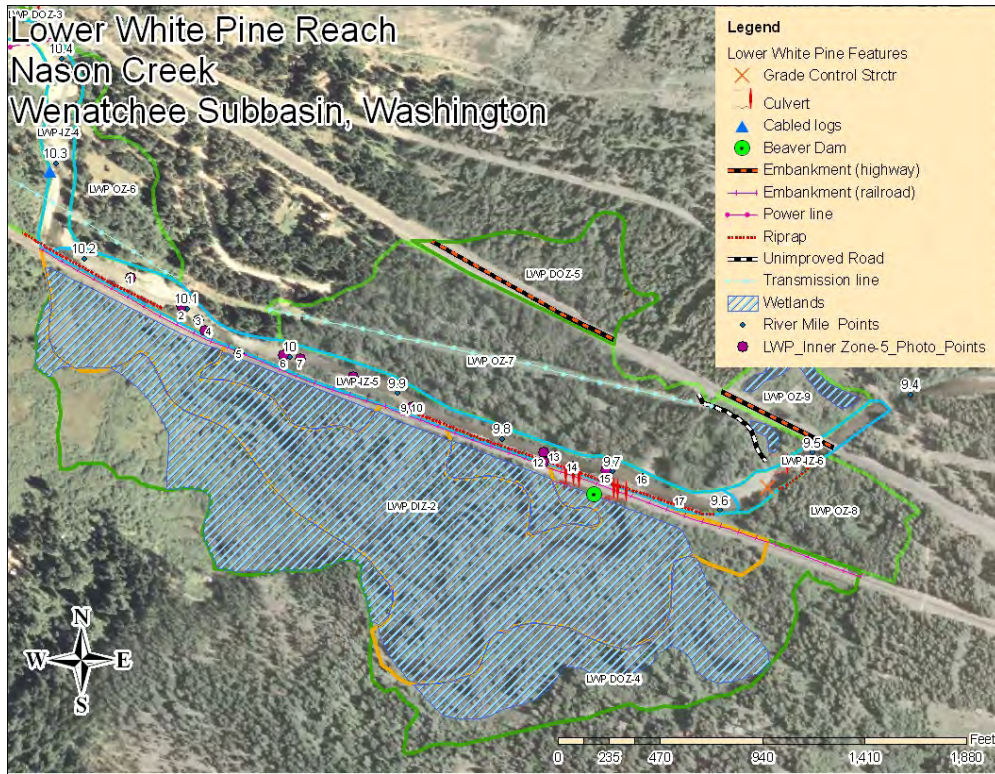 LWP DOZ-3
Lower White Pine Reach
10.4
Nason Creek
Wenatchee Subbasin, Washington
LWP-IZ-4
10.3
LWP OZ-6
10.2
1
10.1
2
3
4
5
10
6
7
LWP-IZ-5
9.9
9,10
9.8
13
12
14
9.7
15
16
17
9.6
LWP DOZ-5
LWP OZ-7
LWP OZ-9
9.4
9.5
LWP-IZ-6
LWP OZ-8
LWP DIZ-2
LWP DOZ-4
Legend
Lower White Pine Features
Grade Control Strctr
Culvert
Cabled logs
Beaver Dam
Embankment (highway)
Embankment (railroad)
Power line
Riprap
Unimproved Road
Transmission line
Wetlands
River Mile Points
LWP_Inner Zone-5_Photo_Points
N
W E
S
Feet
0 235 470 940 1,410 1,880